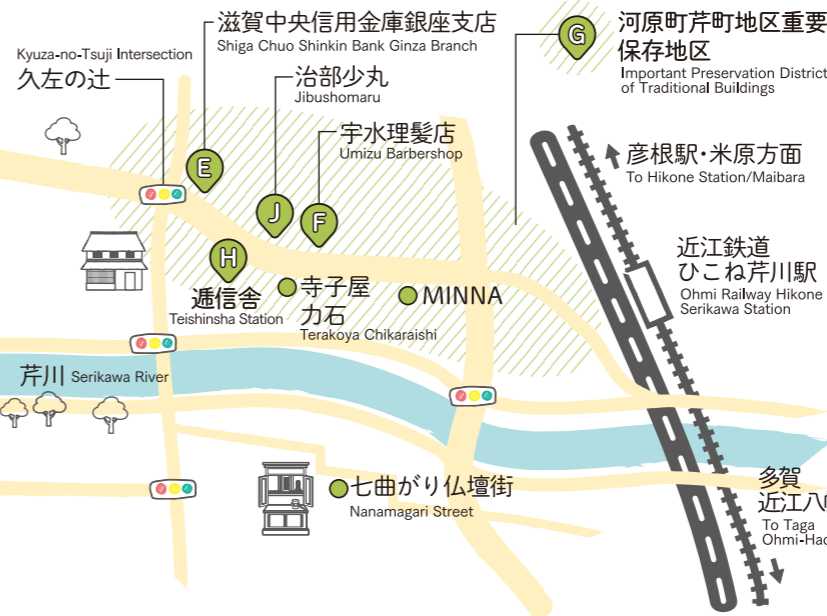 滋賀中央信用金庫銀座支店
Shiga Chuo Shinkin Bank Ginza Branch
Kyuza-no-Tsuji Intersection
久左の辻
治部少丸
Jibushomaru
宇水理髪店
Umizu Barbershop
G
河原町芹町地区重要
保存地区
Important Preservation District
of Traditional Buildings
E
J
F
H
彦根駅・米原方面
To Hikone Station/Maibara
近江鉄道
ひこね芹川駅
Ohmi Railway Hikone
Serikawa Station
逓信舎
Teishinsha Station
寺子屋
力石
Terakoya Chikaraishi
MINNA
芹川 Serikawa River
七曲がり仏壇街
Nanamagari Street
多賀
近江八
To Taga
Ohmi-Hac